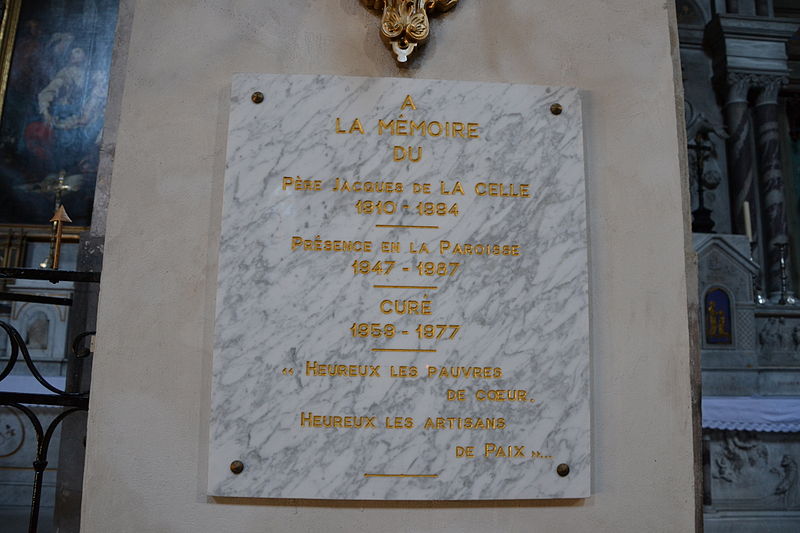 A
LA MÉMOIRE
DU
PÈRE JACQUES DE LA CELLE
1910 - 1994
PRÉSENCE EN LA PAROISSE
1947 - 1987
CURÉ
1958 - 1977
« HEUREUX LES PAUVRES
DE CŒUR.
HEUREUX LES ARTISANS
DE PAIX »...